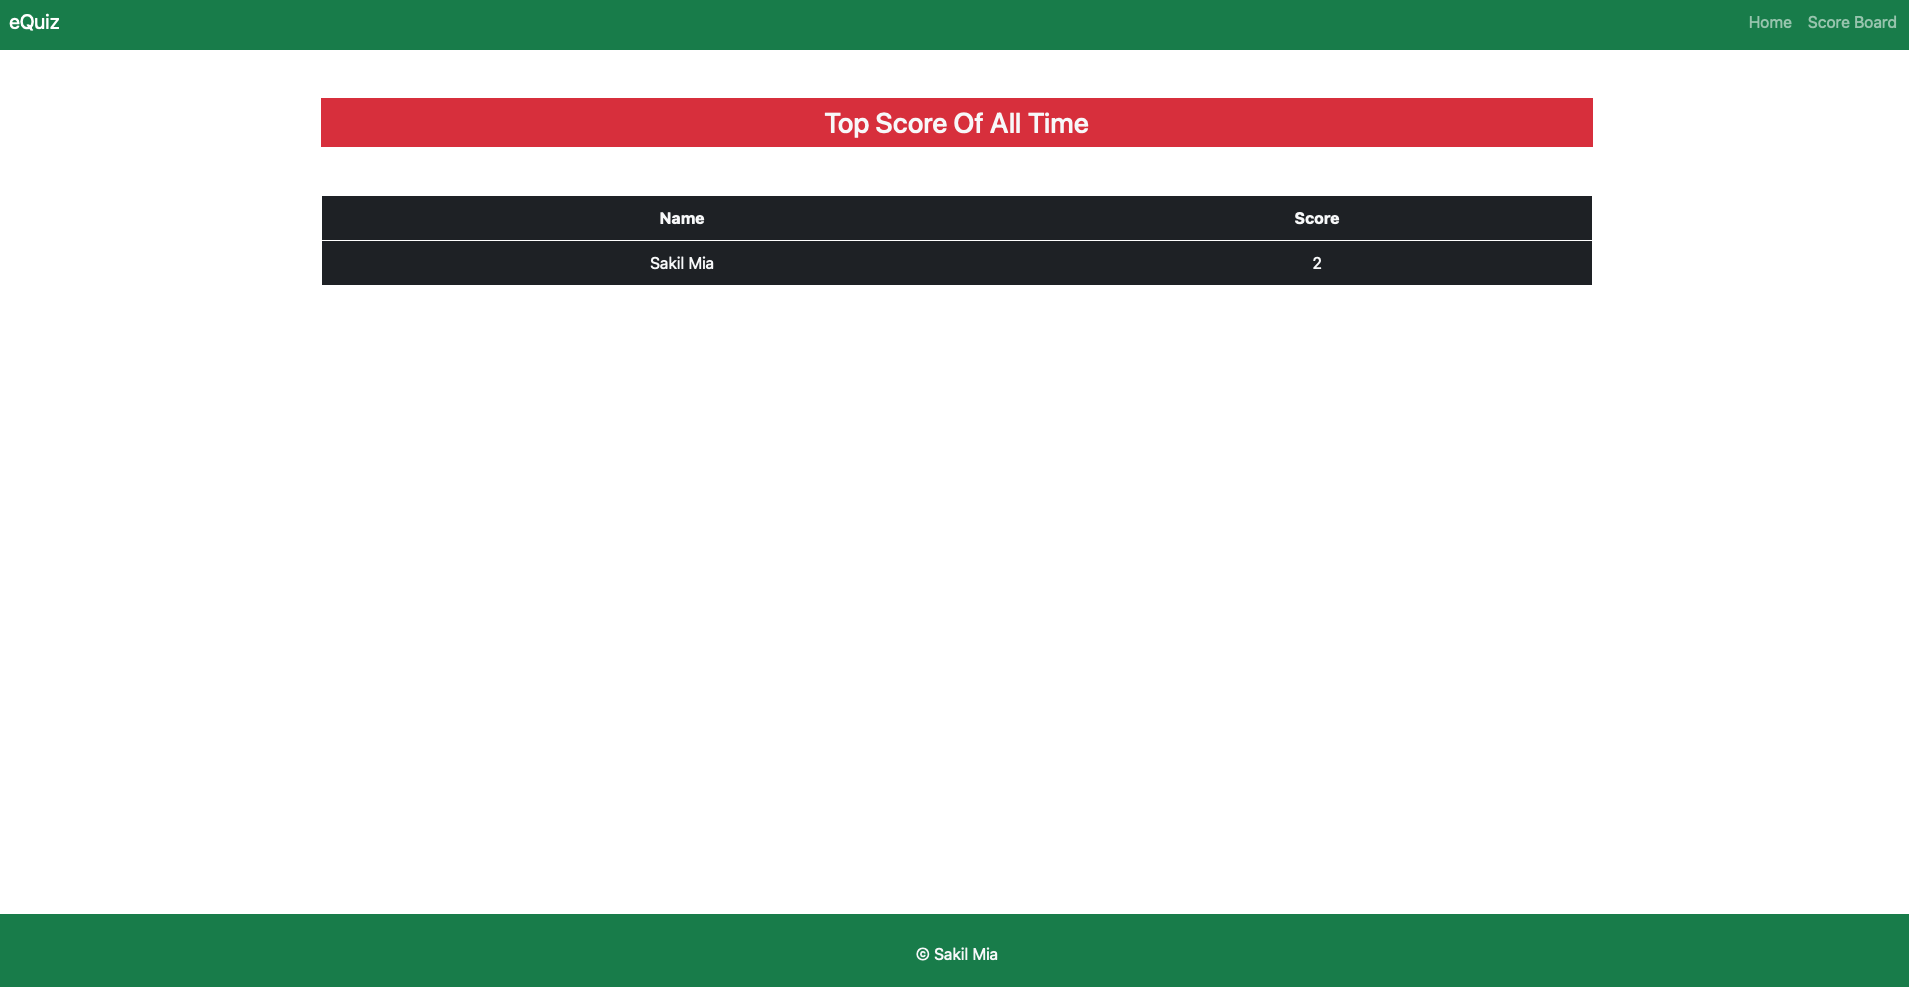 eQuiz Home Score Board
Top Score Of All Time
Name Score
Sakil Mia 2
© Sakil Mia